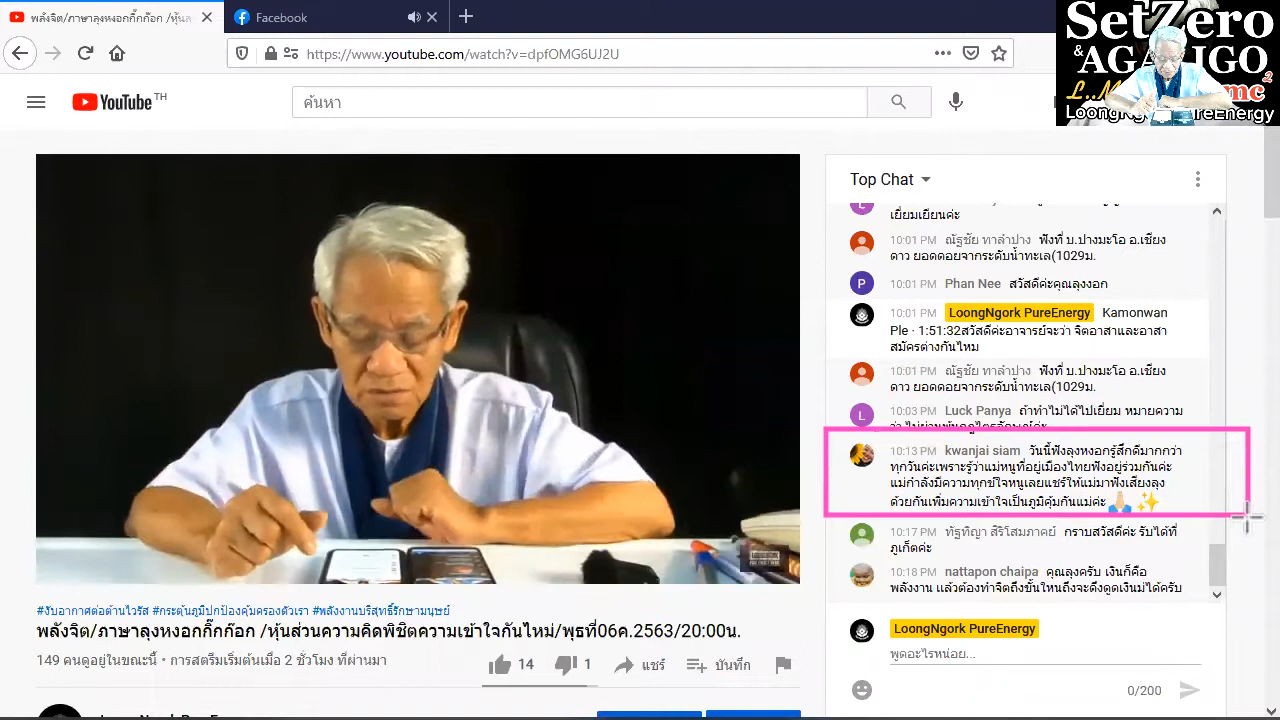 พลังจิต/ภาษาลุงหงอกกิ๊กก๊อก /หุ้นส
Facebook
https://www.youtube.com/watch?v=dpfOMG6UJ2U
SetZero
&
LoongNg
reEnergy
YouTube TH
ค้นหา
Top Chat
เยี่ยมเยียนค่ะ
10:01 PM ณัฐชัย ทาลำปาง ฟังที่ บ.ปางมะโอ อ.เชียง
ดาว ยอดดอยจากระดับน้ำทะเล(1029ม.
10:01 PM Phan Nee สวัสดีค่ะคุณลุงงอก
10:01 PM LoongNgork PureEnergy Kamonwan
Ple · 1:51:32สวัสดีค่ะอาจารย์จะว่า จิตอาสาและอาสา
สมัครต่างกันไหม
10:01 PM ณัฐชัย ทาลำปาง ฟังที่ บ.ปางมะโอ อ.เชียง
ดาว ยอดดอยจากระดับน้ำทะเล(1029ม.
10:03 PM Luck Panya ถ้าทำไม่ได้ไปเยี่ยม หมายความ
10:13 PM kwanjai siam วันนี้ฟังลุงหงอกรู้สึกดีมากกว่า
ทุกวันค่ะเพราะรู้ว่าแม่หนูที่อยู่เมืองไทยฟังอยู่ร่วมกันค่ะ
แม่กำลังมีความทุกข์ใจหนูเลยแชร์ให้แม่มาฟังเสียงลุง
ด้วยกันเพิ่มความเข้าใจเป็นภูมิคุ้มกันแม่ค่ะ 🙏🏻✨
10:17 PM ทัฐทิญา สีริโสมภาคย์ กราบสวัสดีค่ะ รับได้ที่
ภูเก็ตค่ะ
10:18 PM nattapon chaipa คุณลุงครับ เงินก็คือ
พลังงาน แล้วต้องทำจิตถึงขั้นไหนถึงจะดึงดูดเงินไม่ได้ครับ
LoongNgork PureEnergy
พูดอะไรหน่อย...
0/200
#งับอากาศต่อต้านไวรัส #กระตุ้นภูมิปกป้องคุ้มครองตัวเรา #พลังงานบริสุทธิ์รักษามนุษย์
พลังจิต/ภาษาลุงหงอกกิ๊กก๊อก /หุ้นส่วนความคิดพิชิตความเข้าใจกันใหม่/พุธที่06ค.2563/20:00น.
149 คนดูอยู่ในขณะนี้ • การสตรีมเริ่มต้นเมื่อ 2 ชั่วโมง ที่ผ่านมา
14
1
แชร์
บันทึก